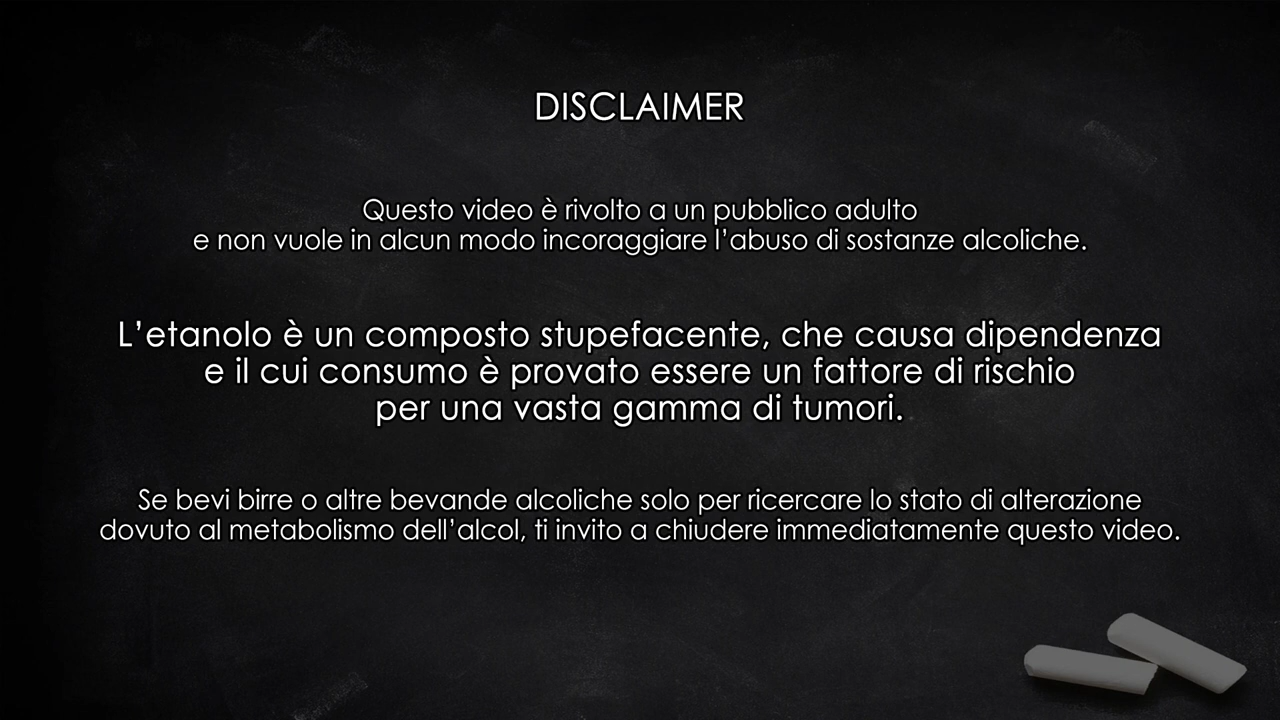 DISCLAIMER
Questo video è rivolto a un pubblico adulto
e non vuole in alcun modo incoraggiare l’abuso di sostanze alcoliche.
L’etanolo è un composto stupefacente, che causa dipendenza
e il cui consumo è provato essere un fattore di rischio
per una vasta gamma di tumori.
Se bevi birre o altre bevande alcoliche solo per ricercare lo stato di alterazione
dovuto al metabolismo dell’alcol, ti invito a chiudere immediatamente questo video.